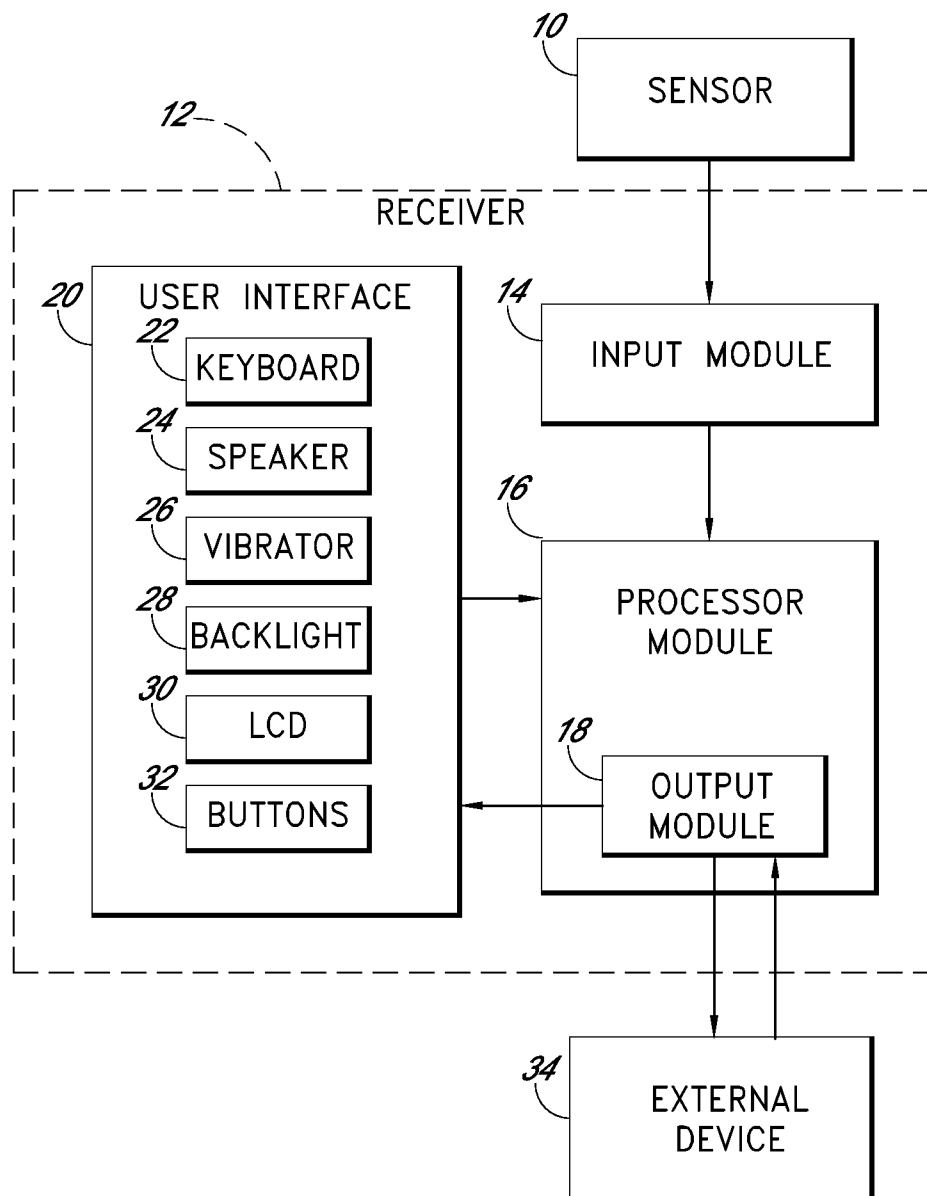 10
SENSOR
12
RECEIVER
20
USER INTERFACE
22
KEYBOARD
24
SPEAKER
26
VIBRATOR
28
BACKLIGHT
30
LCD
32
BUTTONS
14
INPUT MODULE
16
PROCESSOR
MODULE
18
OUTPUT
MODULE
34
EXTERNAL
DEVICE